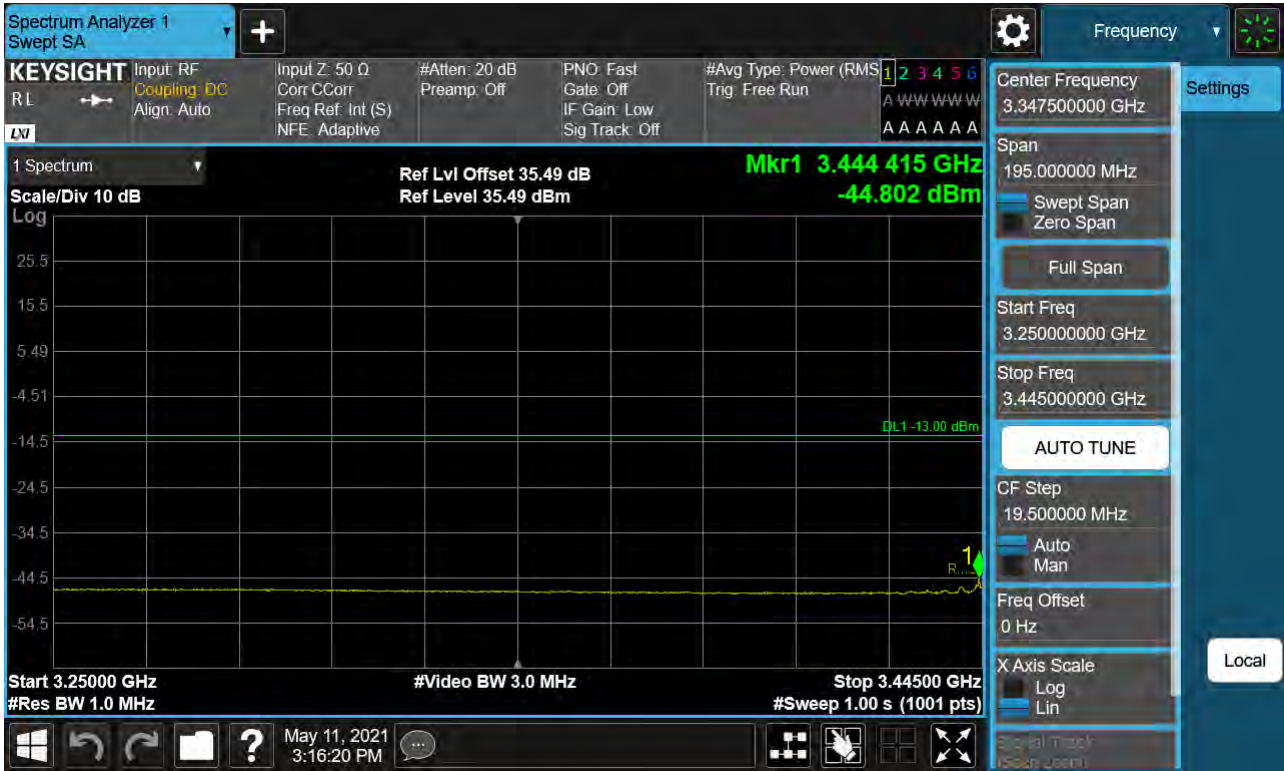 Spectrum Analyzer 1
Swept SA
+
Frequency
KEYSIGHT
RL
LXI
Input: RF
Coupling: DC
Align: Auto
Input Z: 50 Ω
Corr CCorr
Freq Ref: Int (S)
NFE: Adaptive
#Atten: 20 dB
Preamp: Off
PNO: Fast
Gate: Off
IF Gain: Low
Sig Track: Off
#Avg Type: Power (RMS
Trig: Free Run
1 2 3 4 5 6
A W W W W W
A A A A A A
1 Spectrum
Scale/Div 10 dB
Log
Ref Lvl Offset 35.49 dB
Ref Level 35.49 dBm
Mkr1 3.444 415 GHz
-44.802 dBm
25.5
15.5
5.49
-4.51
DL1 -13.00 dBm
-14.5
-24.5
-34.5
1
-44.5
-54.5
Start 3.25000 GHz
#Res BW 1.0 MHz
#Video BW 3.0 MHz
Stop 3.44500 GHz
#Sweep 1.00 s (1001 pts)
Center Frequency
3.347500000 GHz
Span
195.000000 MHz
Swept Span
Zero Span
Full Span
Start Freq
3.250000000 GHz
Stop Freq
3.445000000 GHz
AUTO TUNE
CF Step
19.500000 MHz
Auto
Man
Freq Offset
0 Hz
X Axis Scale
Log
Lin
Signal Track
(Span Zoom)
Settings
Local
?
May 11, 2021
3:16:20 PM